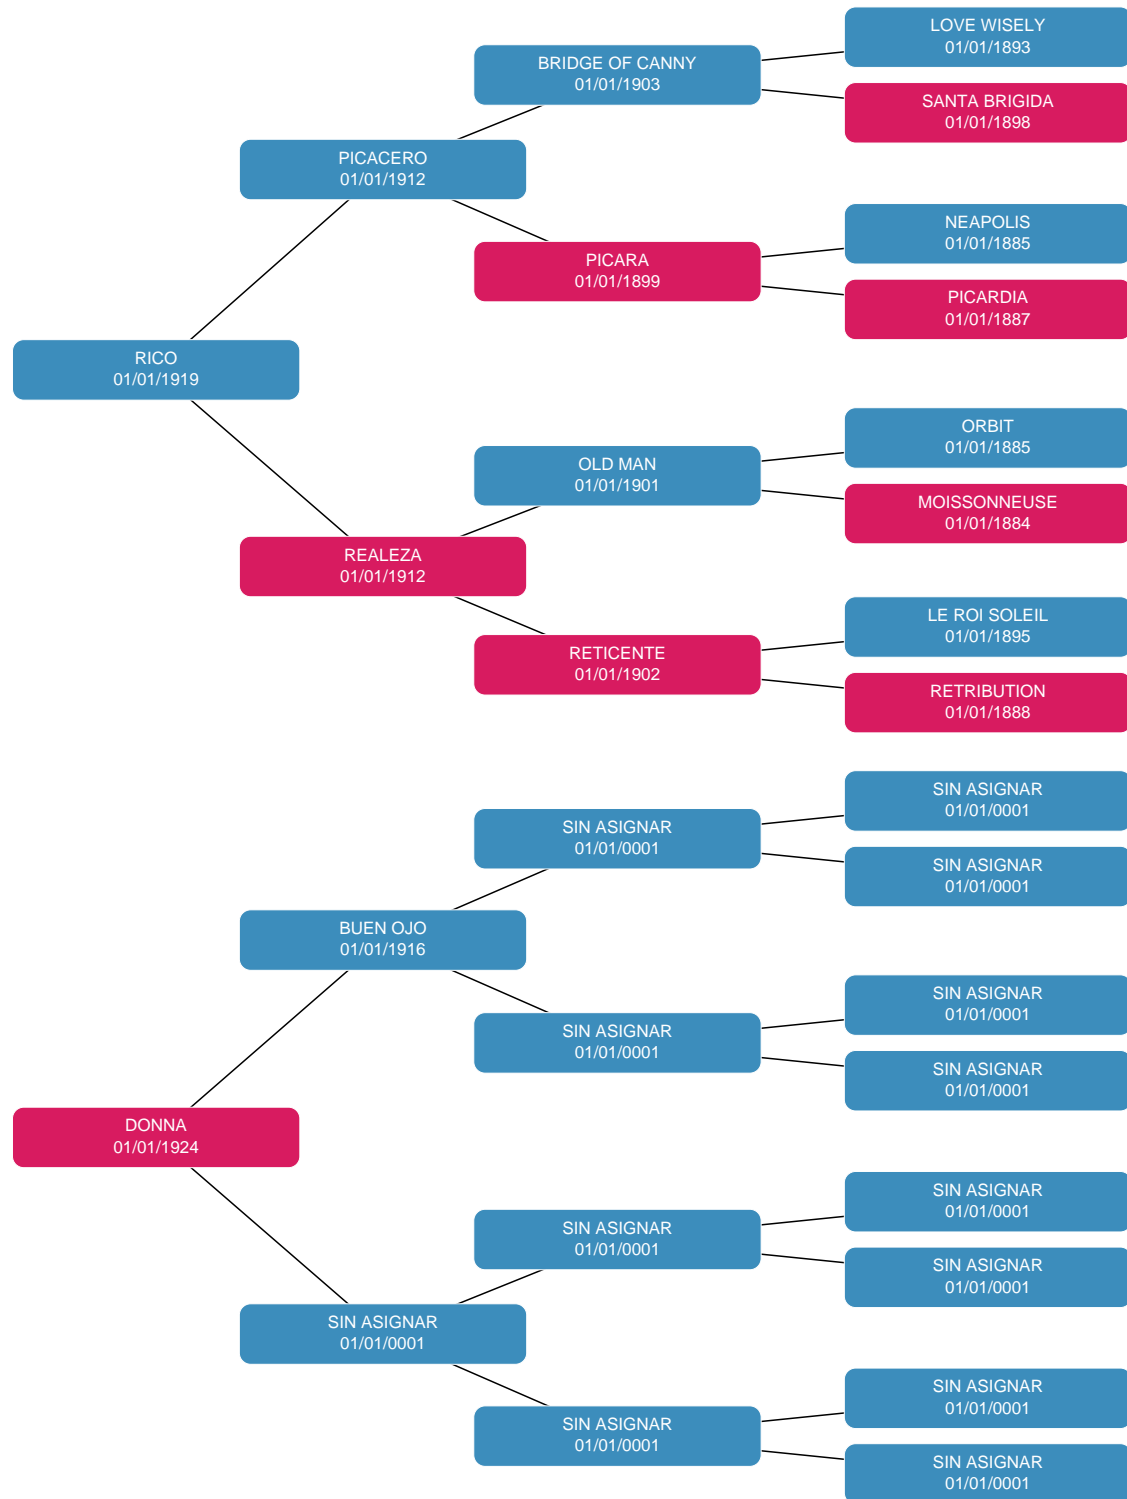 LOVE WISELY
01/01/1893
BRIDGE OF CANNY
01/01/1903
SANTA BRIGIDA
01/01/1898
PICACERO
01/01/1912
NEAPOLIS
01/01/1885
PICARA
01/01/1899
PICARDIA
01/01/1887
RICO
01/01/1919
ORBIT
01/01/1885
OLD MAN
01/01/1901
MOISSONNEUSE
01/01/1884
REALEZA
01/01/1912
LE ROI SOLEIL
01/01/1895
RETICENTE
01/01/1902
RETRIBUTION
01/01/1888
SIN ASIGNAR
01/01/0001
SIN ASIGNAR
01/01/0001
SIN ASIGNAR
01/01/0001
BUEN OJO
01/01/1916
SIN ASIGNAR
01/01/0001
SIN ASIGNAR
01/01/0001
SIN ASIGNAR
01/01/0001
DONNA
01/01/1924
SIN ASIGNAR
01/01/0001
SIN ASIGNAR
01/01/0001
SIN ASIGNAR
01/01/0001
SIN ASIGNAR
01/01/0001
SIN ASIGNAR
01/01/0001
SIN ASIGNAR
01/01/0001
SIN ASIGNAR
01/01/0001